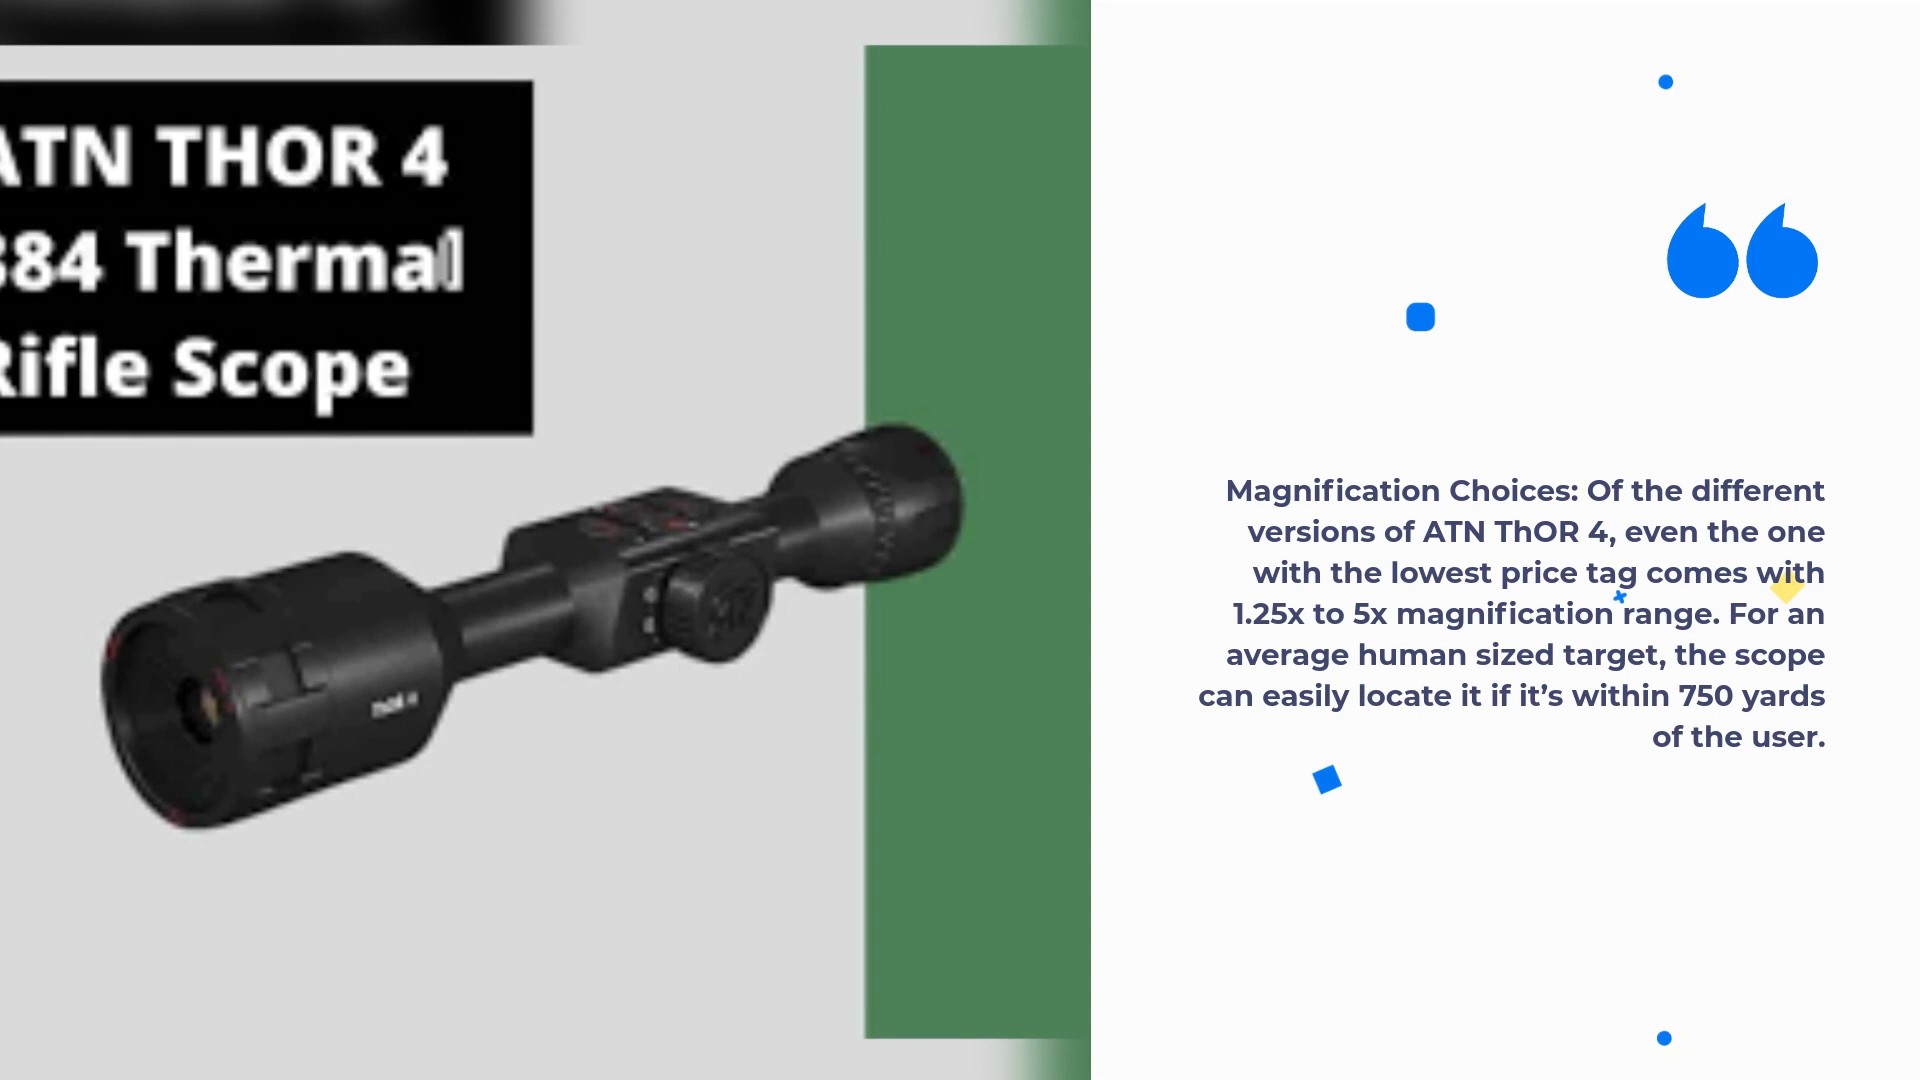 ATN THOR 4
384 Thermal
Rifle Scope
THOR 4
Magnification Choices: Of the different
versions of ATN ThOR 4, even the one
with the lowest price tag comes with
1.25x to 5x magnification range. For an
average human sized target, the scope
can easily locate it if it’s within 750 yards
of the user.